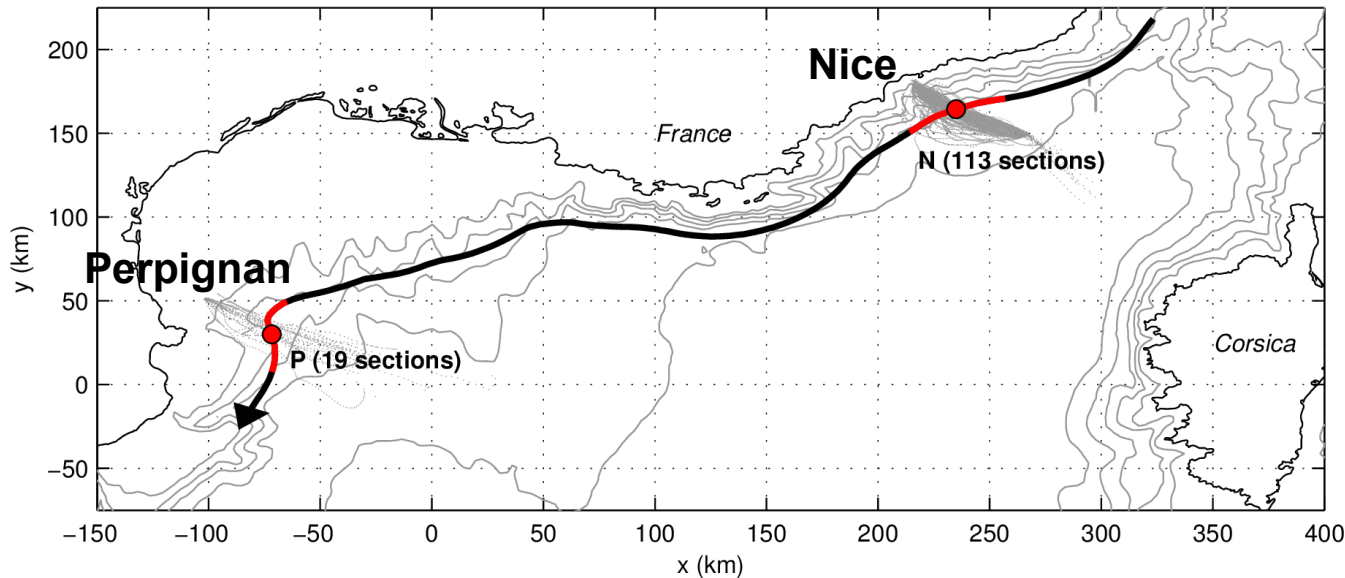 Nice
France
N (113 sections)
Perpignan
P (19 sections)
Corsica
y (km)
200
150
100
50
0
−50
−150
−100
−50
0
50
100
150
200
250
300
350
400
x (km)